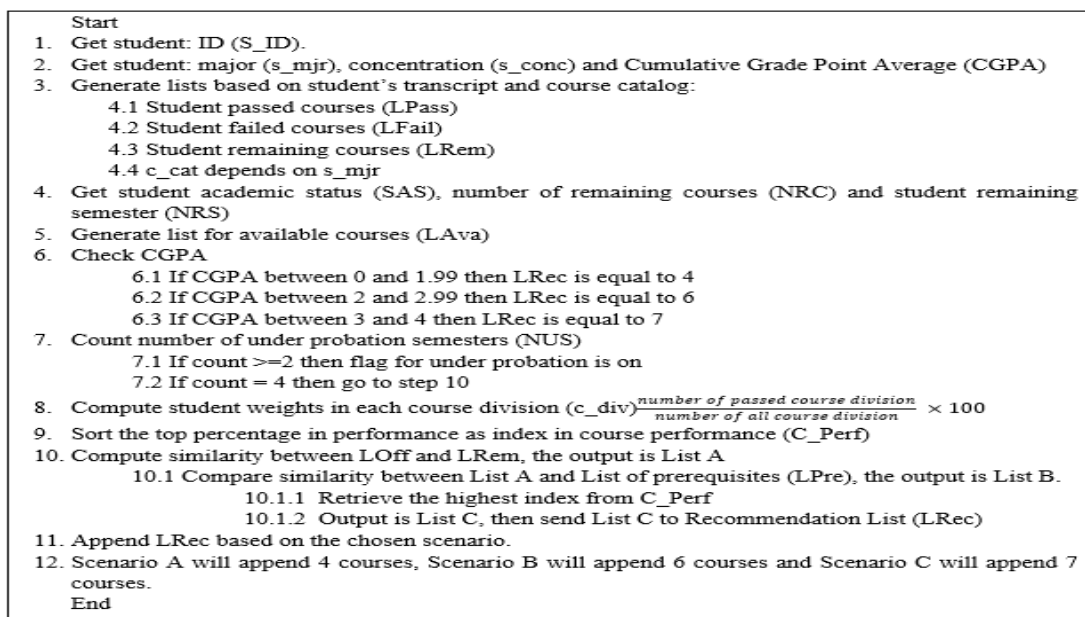 Start
1. Get student: ID (S_ID).
2. Get student: major (s_mjr), concentration (s_conc) and Cumulative Grade Point Average (CGPA)
3. Generate lists based on student's transcript and course catalog:
4.1 Student passed courses (LPass)
4.2 Student failed courses (LFail)
4.3 Student remaining courses (LRem)
4.4 c_cat depends on s_mjr
4. Get student academic status (SAS), number of remaining courses (NRC) and student remaining
semester (NRS)
5. Generate list for available courses (LAva)
6. Check CGPA
6.1 If CGPA between 0 and 1.99 then LRec is equal to 4
6.2 If CGPA between 2 and 2.99 then LRec is equal to 6
6.3 If CGPA between 3 and 4 then LRec is equal to 7
7. Count number of under probation semesters (NUS)
7.1 If count >=2 then flag for under probation is on
7.2 If count = 4 then go to step 10
8. Compute student weights in each course division (c_div) number of passed course division / number of all course division × 100
9. Sort the top percentage in performance as index in course performance (C_Perf)
10. Compute similarity between LOff and LRem, the output is List A
10.1 Compare similarity between List A and List of prerequisites (LPre), the output is List B.
10.1.1 Retrieve the highest index from C_Perf
10.1.2 Output is List C, then send List C to Recommendation List (LRec)
11. Append LRec based on the chosen scenario.
12. Scenario A will append 4 courses, Scenario B will append 6 courses and Scenario C will append 7
courses.
End